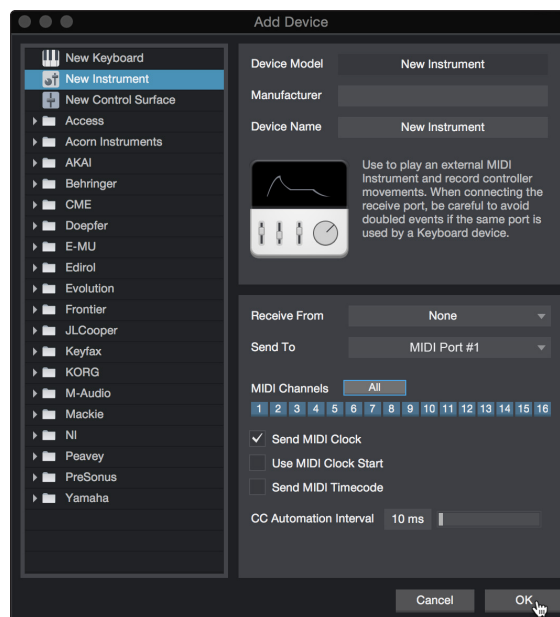 Add Device
New Keyboard
New Instrument
New Control Surface
Access
Acorn Instruments
AKAI
Behringer
CME
Doepfer
E-MU
Edirol
Evolution
Frontier
JLCooper
Keyfax
KORG
M-Audio
Mackie
NI
Peavey
PreSonus
Yamaha
Device Model New Instrument
Manufacturer
Device Name New Instrument
Use to play an external MIDI
Instrument and record controller
movements. When connecting the
receive port, be careful to avoid
doubled events if the same port is
used by a Keyboard device.
Receive From None
Send To MIDI Port #1
MIDI Channels All
1 2 3 4 5 6 7 8 9 10 11 12 13 14 15 16
Send MIDI Clock
Use MIDI Clock Start
Send MIDI Timecode
CC Automation Interval 10 ms
Cancel OK